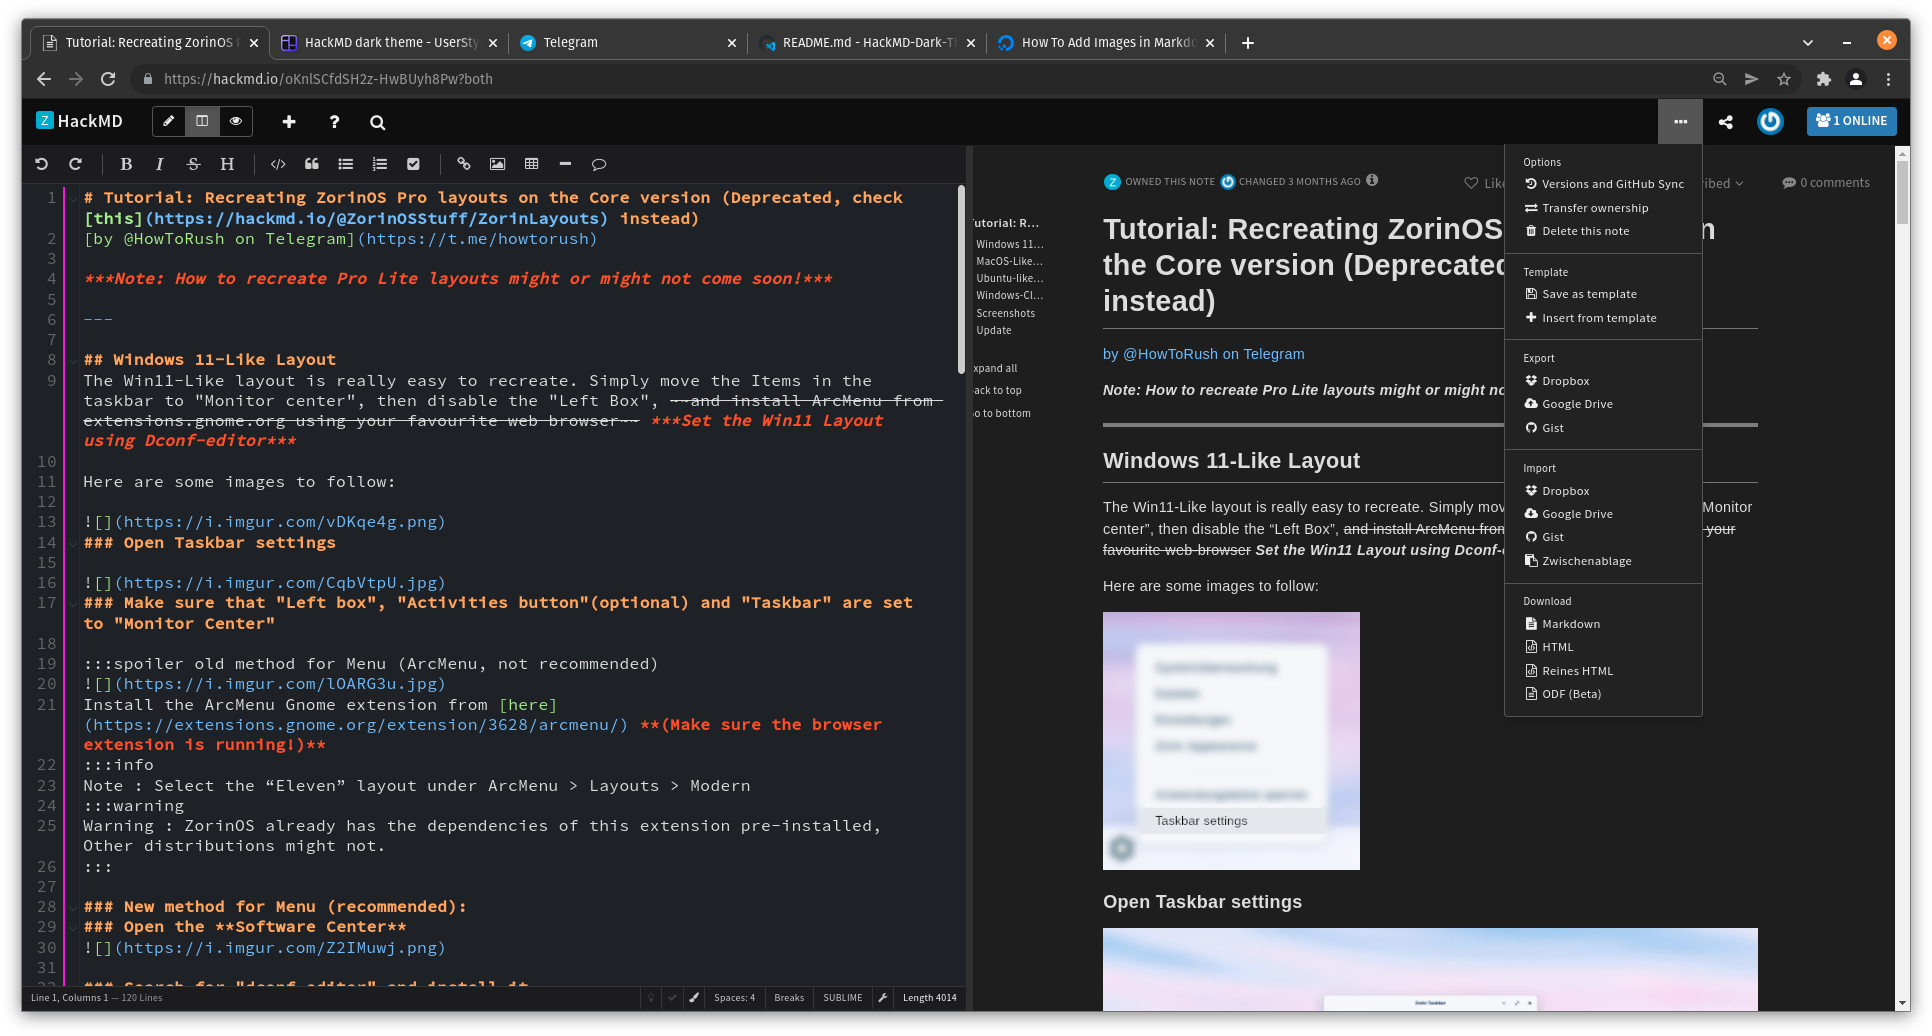 Tutorial: Recreating ZorinOS
HackMD dark theme - UserSty
Telegram
README.md - HackMD-Dark-T
How To Add Images in Markdo
https://hackmd.io/oKnlSCfdSH2z-HwBUyh8Pw?both
Z HackMD
1 ONLINE
B I S H
1 # Tutorial: Recreating ZorinOS Pro layouts on the Core version (Deprecated, check
[this](https://hackmd.io/@ZorinOSStuff/ZorinLayouts) instead)
2 [by @HowToRush on Telegram](https://t.me/howtorush)
3
4 ***Note: How to recreate Pro Lite layouts might or might not come soon!***
5
6 ---
7
8 ## Windows 11-Like Layout
9 The Win11-Like layout is really easy to recreate. Simply move the Items in the
taskbar to "Monitor center", then disable the "Left Box", ~~and install ArcMenu from
extensions.gnome.org using your favourite web browser~~ ***Set the Win11 Layout
using Dconf-editor***
10
11 Here are some images to follow:
12
13 ![](https://i.imgur.com/vDKqe4g.png)
14 ### Open Taskbar settings
15
16 ![](https://i.imgur.com/CqbVtpU.jpg)
17 ### Make sure that "Left box", "Activities button"(optional) and "Taskbar" are set
to "Monitor Center"
18
19 :::spoiler old method for Menu (ArcMenu, not recommended)
20 ![](https://i.imgur.com/lOARG3u.jpg)
21 Install the ArcMenu Gnome extension from [here]
(https://extensions.gnome.org/extension/3628/arcmenu/) **(Make sure the browser
extension is running!)**
22 :::info
23 Note : Select the “Eleven” layout under ArcMenu > Layouts > Modern
24 :::warning
25 Warning : ZorinOS already has the dependencies of this extension pre-installed,
Other distributions might not.
26 :::
27
28 ### New method for Menu (recommended):
29 ### Open the **Software Center**
30 ![](https://i.imgur.com/Z2IMuwj.png)
31
### Search for "dconf editor" and install it
Line 1, Columns 1 — 120 Lines
Spaces: 4
Breaks
SUBLIME
Length 4014
utorial: R...
Windows 11...
MacOS-Like...
Ubuntu-like...
Windows-Cl...
Screenshots
Update
xpand all
ack to top
o to bottom
Z OWNED THIS NOTE CHANGED 3 MONTHS AGO
Like
ribed
0 comments
Tutorial: Recreating ZorinOS n
the Core version (Deprecated
instead)
by @HowToRush on Telegram
Note: How to recreate Pro Lite layouts might or might no
Windows 11-Like Layout
The Win11-Like layout is really easy to recreate. Simply mov Monitor
center”, then disable the “Left Box”, and install ArcMenu from your
favourite web browser Set the Win11 Layout using Dconf-e
Here are some images to follow:
Taskbar settings
Open Taskbar settings
Options
Versions and GitHub Sync
Transfer ownership
Delete this note
Template
Save as template
Insert from template
Export
Dropbox
Google Drive
Gist
Import
Dropbox
Google Drive
Gist
Zwischenablage
Download
Markdown
HTML
Reines HTML
ODF (Beta)